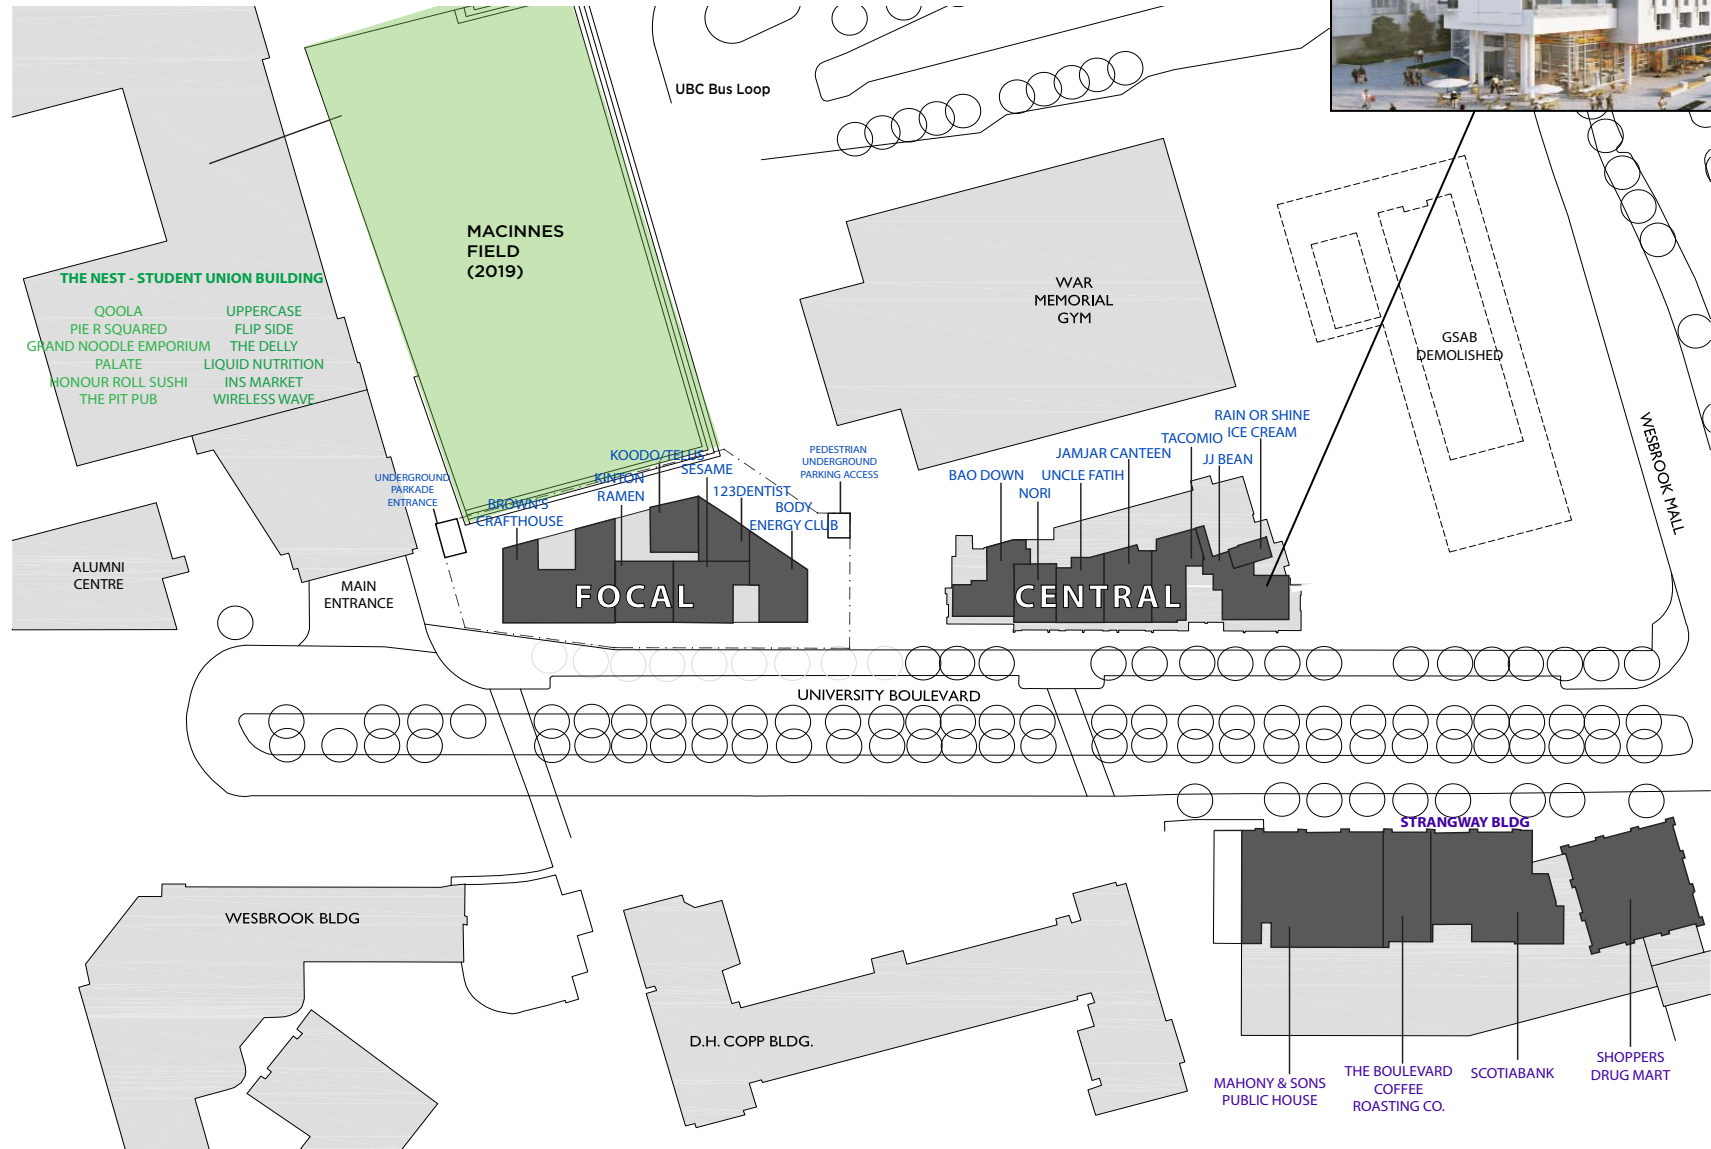 UBC Bus Loop
MACINNES
FIELD
(2019)
THE NEST - STUDENT UNION BUILDING
QOOLA
PIE R SQUARED
GRAND NOODLE EMPORIUM
PALATE
HONOUR ROLL SUSHI
THE PIT PUB
UPPERCASE
FLIP SIDE
THE DELLY
LIQUID NUTRITION
INS MARKET
WIRELESS WAVE
WAR
MEMORIAL
GYM
GSAB
DEMOLISHED
WESBROOK MALL
UNDERGROUND
PARKADE
ENTRANCE
BROWN'S
CRAFTHOUSE
KINTON
RAMEN
KOODO/TELUS
SESAME
123DENTIST
BODY
ENERGY CLUB
PEDESTRIAN
UNDERGROUND
PARKING ACCESS
BAO DOWN
NORI
UNCLE FATIH
JAMJAR CANTEEN
TACOMIO
JJ BEAN
RAIN OR SHINE
ICE CREAM
ALUMNI
CENTRE
MAIN
ENTRANCE
FOCAL
CENTRAL
UNIVERSITY BOULEVARD
STRANGWAY BLDG
WESBROOK BLDG
D.H. COPP BLDG.
MAHONY & SONS
PUBLIC HOUSE
THE BOULEVARD
COFFEE
ROASTING CO.
SCOTIABANK
SHOPPERS
DRUG MART